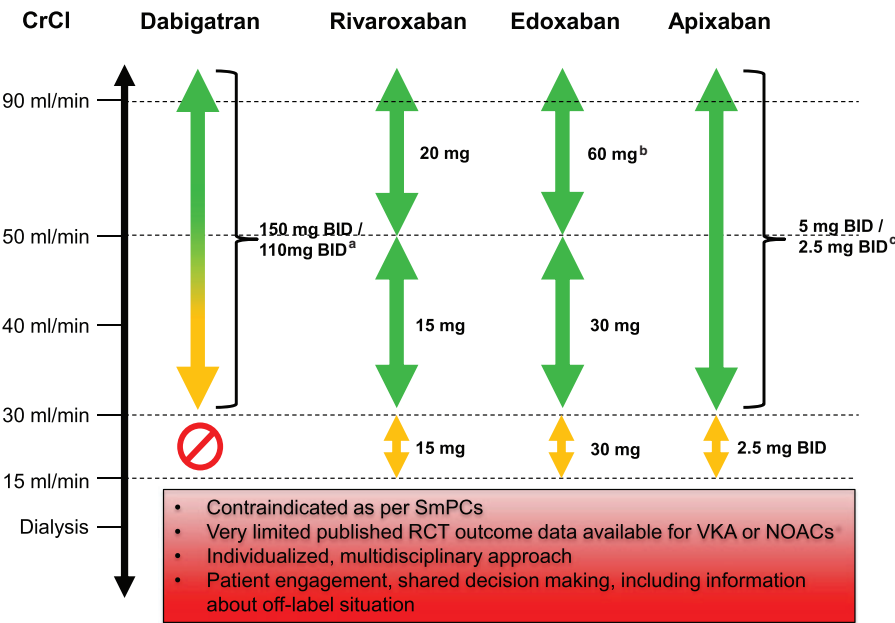 CrCl Dabigatran Rivaroxaban Edoxaban Apixaban
90 ml/min
20 mg 60 mg b
50 ml/min
150 mg BID /
110mg BID a
5 mg BID /
2.5 mg BID c
40 ml/min
15 mg 30 mg
30 ml/min
15 mg 30 mg 2.5 mg BID
15 ml/min
Dialysis
• Contraindicated as per SmPCs
• Very limited published RCT outcome data available for VKA or NOACs
• Individualized, multidisciplinary approach
• Patient engagement, shared decision making, including information
about off-label situation